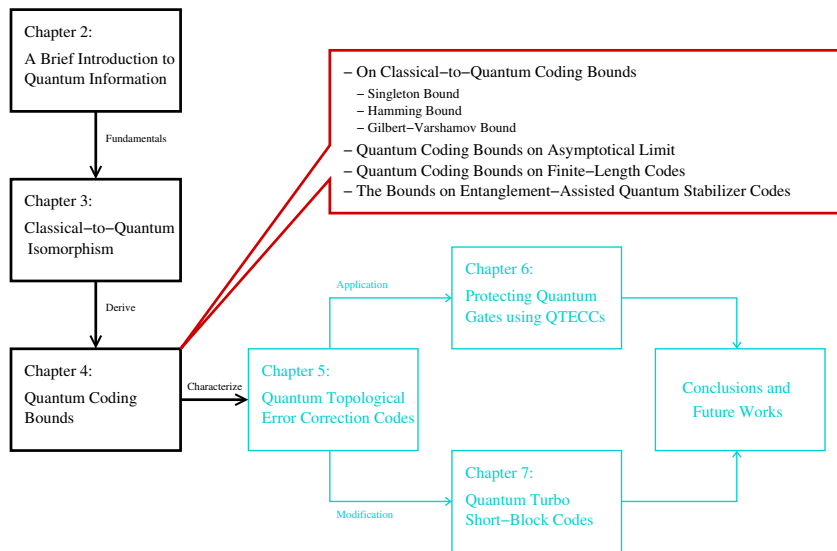 Chapter 2:
A Brief Introduction to
Quantum Information
Fundamentals
Chapter 3:
Classical−to−Quantum
Isomorphism
Derive
Chapter 4:
Quantum Coding
Bounds
− On Classical−to−Quantum Coding Bounds
− Singleton Bound
− Hamming Bound
− Gilbert−Varshamov Bound
− Quantum Coding Bounds on Asymptotical Limit
− Quantum Coding Bounds on Finite−Length Codes
− The Bounds on Entanglement−Assisted Quantum Stabilizer Codes
Characterize
Chapter 5:
Quantum Topological
Error Correction Codes
Application
Chapter 6:
Protecting Quantum
Gates using QTECCs
Modification
Chapter 7:
Quantum Turbo
Short−Block Codes
Conclusions and
Future Works